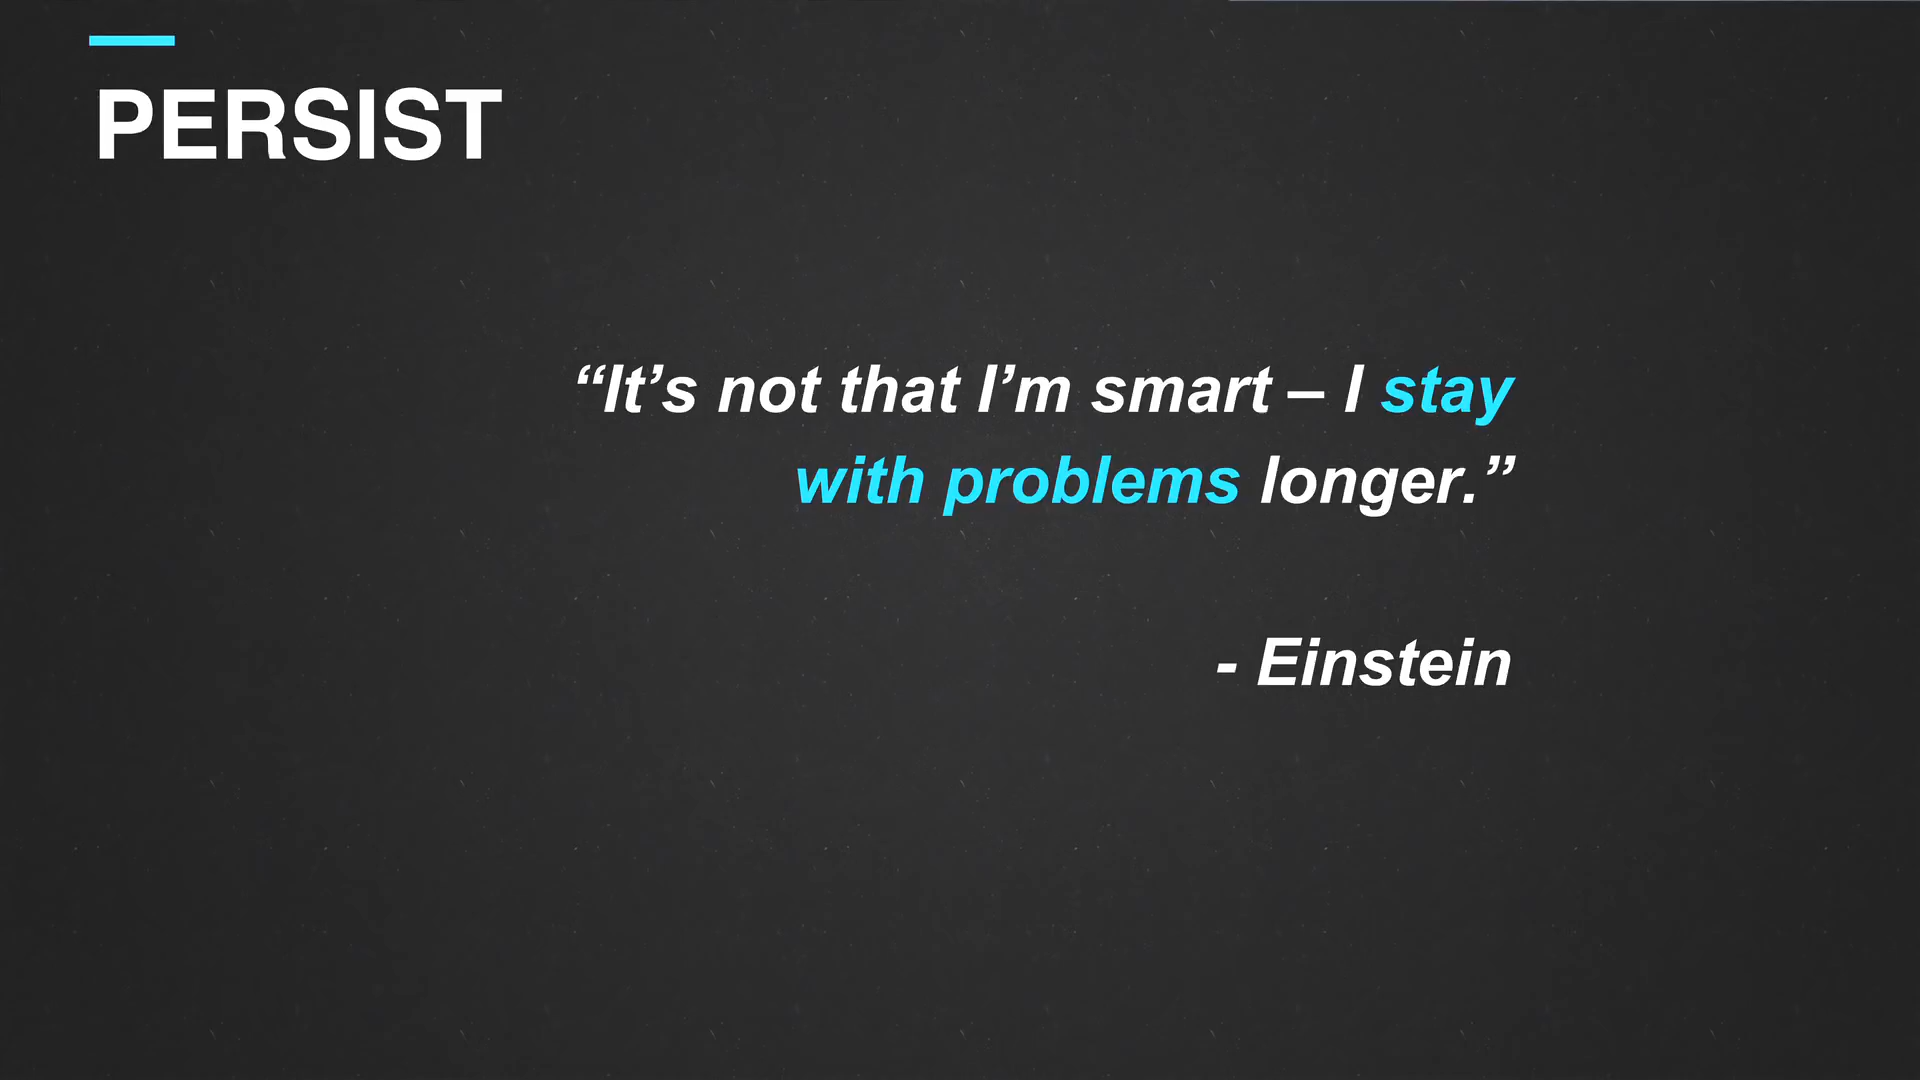 PERSIST
“It’s not that I’m smart – I stay
with problems longer.”
- Einstein